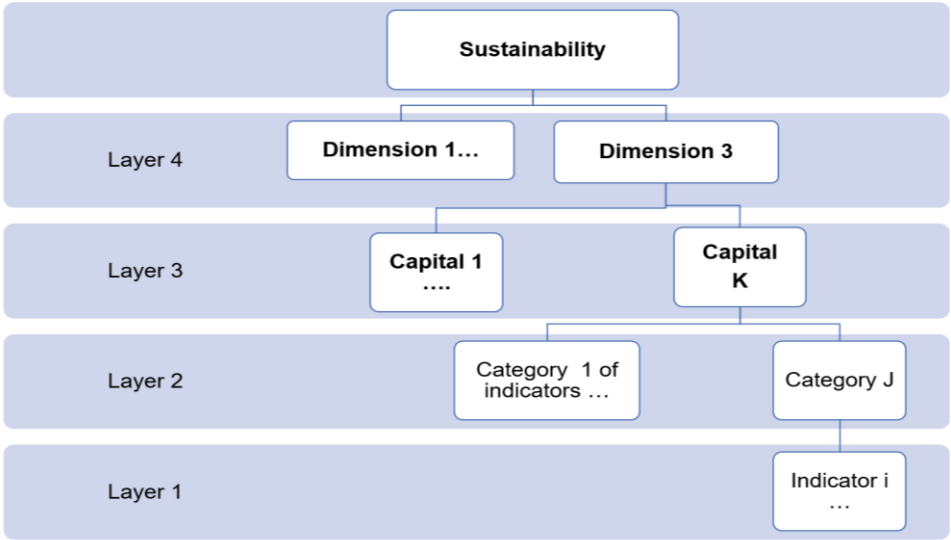 Sustainability
Layer 4
Dimension 1…
Dimension 3
Layer 3
Capital 1
….
Capital
K
Layer 2
Category 1 of
indicators …
Category J
Layer 1
Indicator i
…